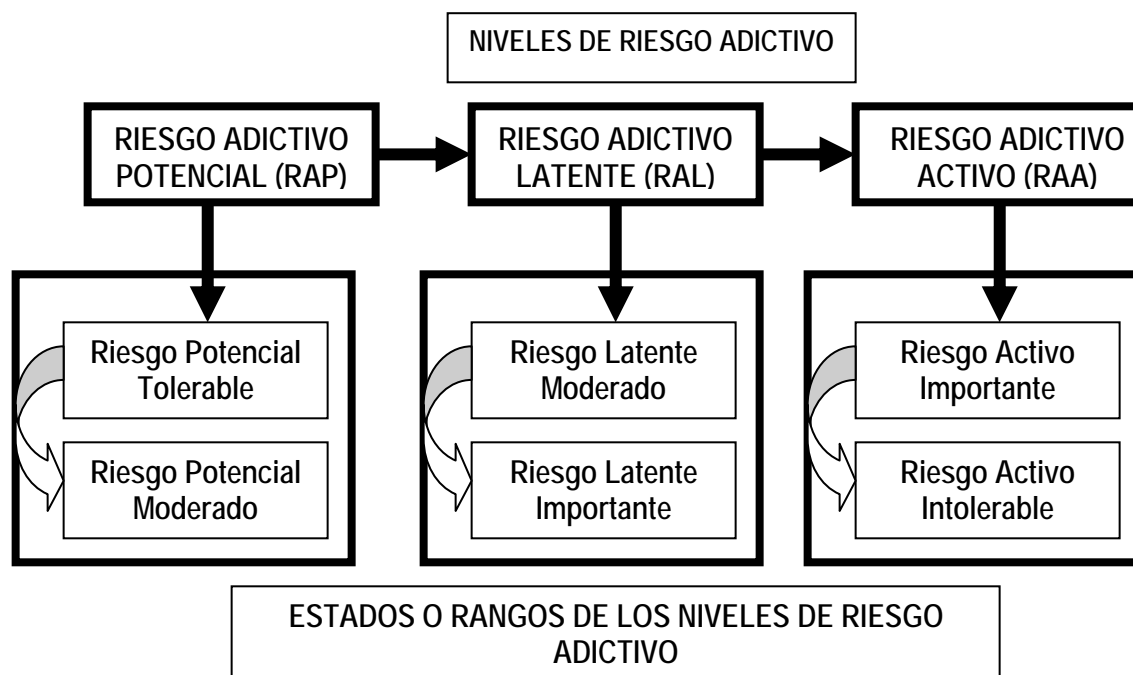 NIVELES DE RIESGO ADICTIVO
RIESGO ADICTIVO
POTENCIAL (RAP)
RIESGO ADICTIVO
LATENTE (RAL)
RIESGO ADICTIVO
ACTIVO (RAA)
Riesgo Potencial
Tolerable
Riesgo Potencial
Moderado
Riesgo Latente
Moderado
Riesgo Latente
Importante
Riesgo Activo
Importante
Riesgo Activo
Intolerable
ESTADOS O RANGOS DE LOS NIVELES DE RIESGO
ADICTIVO